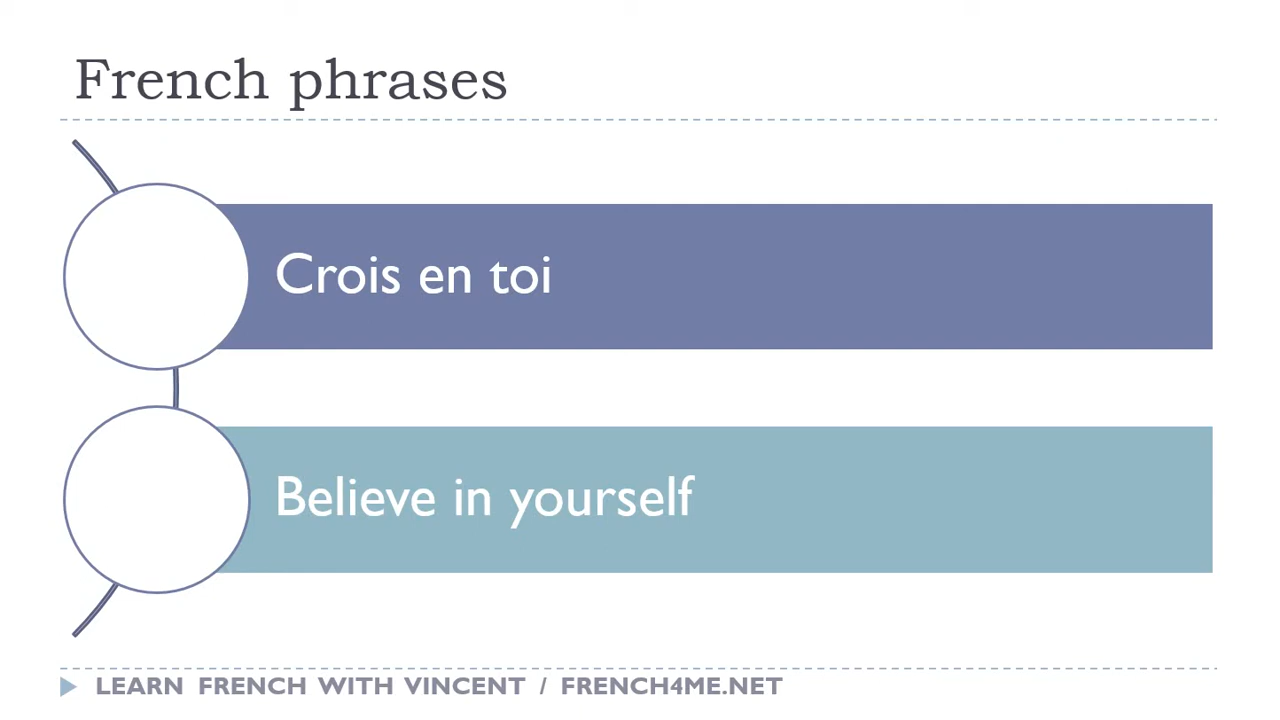 French phrases
Crois en toi
Believe in yourself
LEARN FRENCH WITH VINCENT / FRENCH4ME.NET